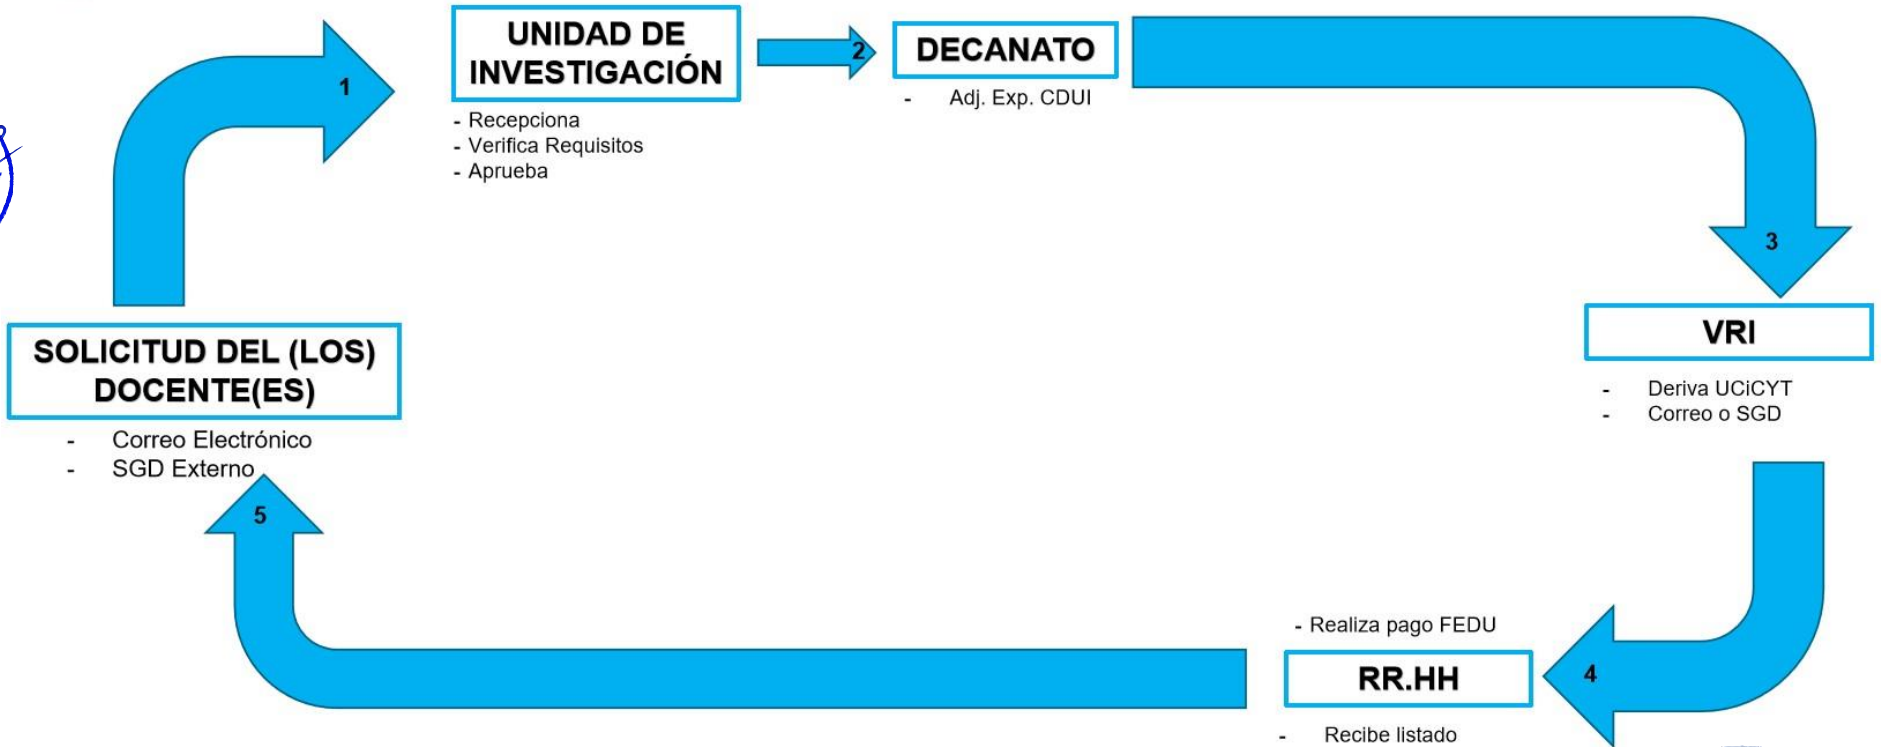 1
UNIDAD DE
INVESTIGACIÓN
- Recepciona
- Verifica Requisitos
- Aprueba
2
DECANATO
- Adj. Exp. CDUI
3
VRI
- Deriva UCiCYT
- Correo o SGD
4
- Realiza pago FEDU
RR.HH
- Recibe listado
5
SOLICITUD DEL (LOS)
DOCENTE(ES)
- Correo Electrónico
- SGD Externo